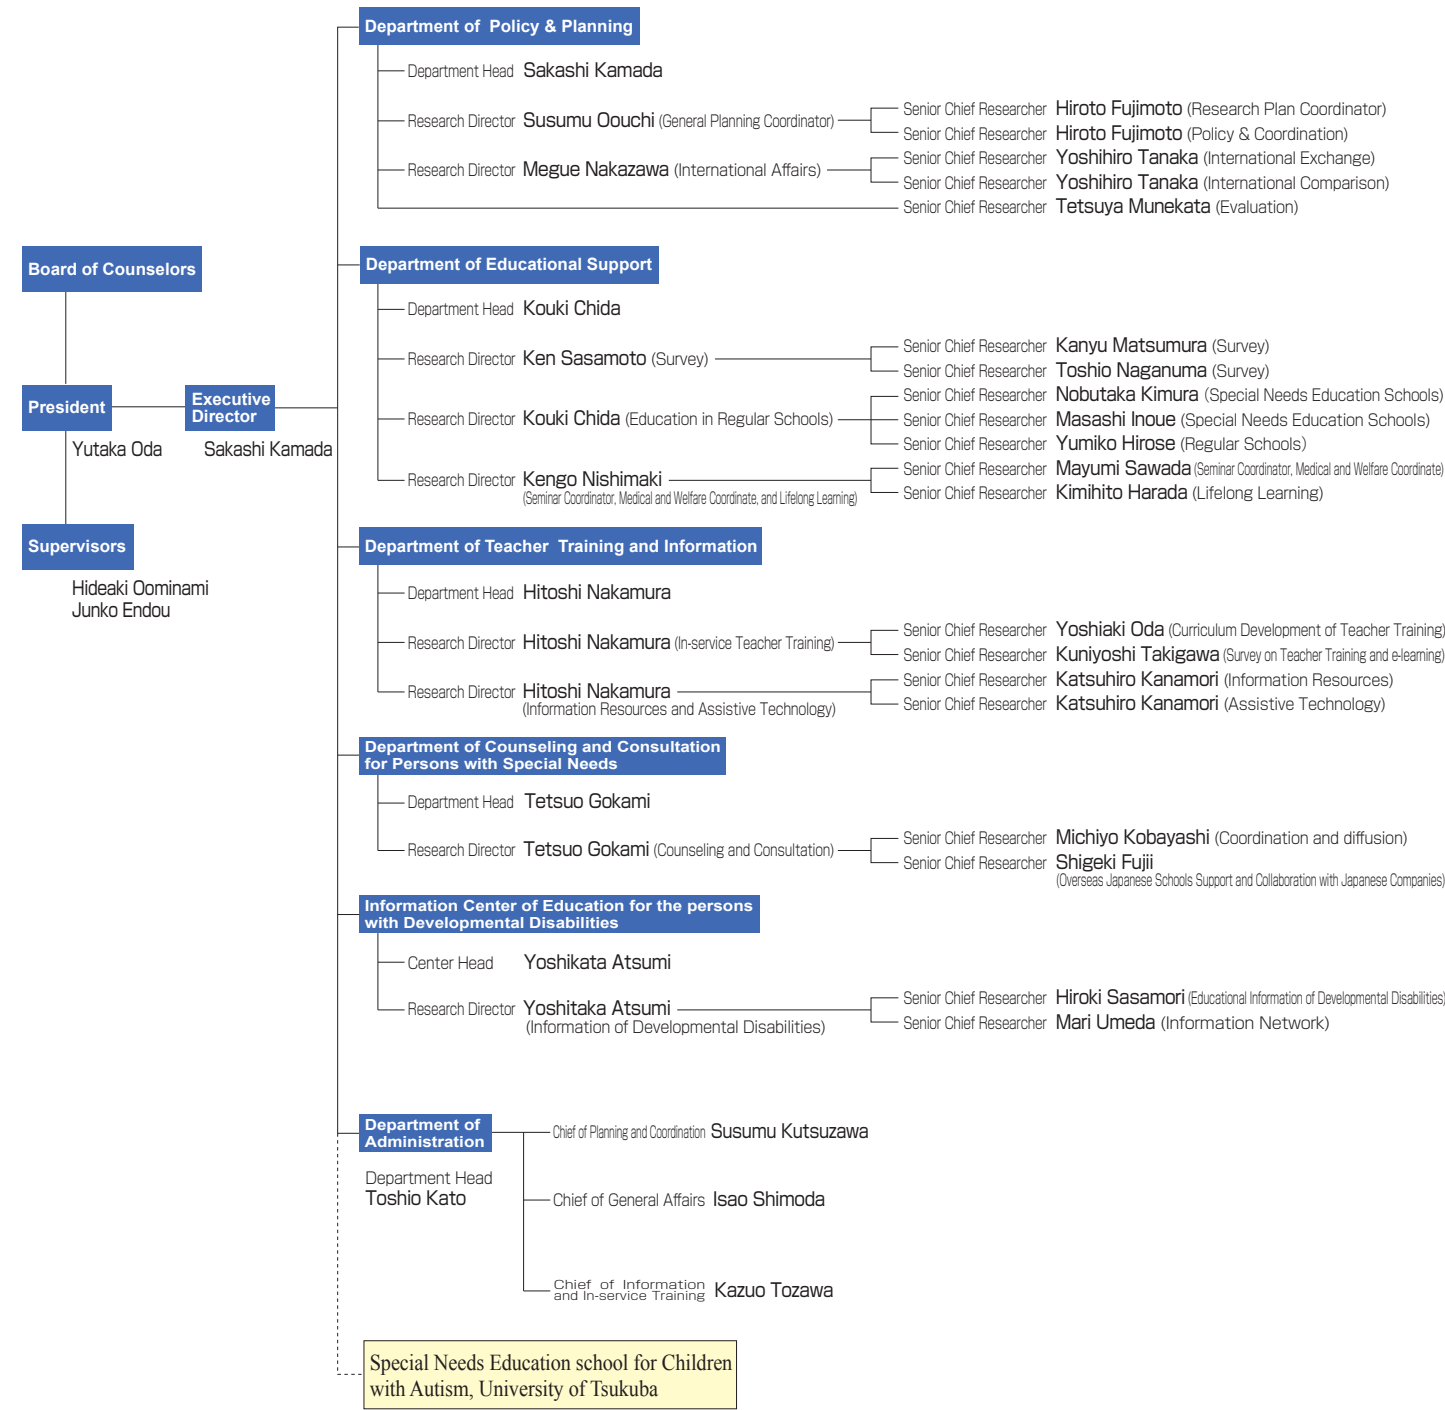 Board of Counselors
President
Yutaka Oda
Executive
Director
Sakashi Kamada
Supervisors
Hideaki Oominami
Junko Endou
Department of Policy & Planning
Department Head Sakashi Kamada
Research Director Susumu Oouchi (General Planning Coordinator)
Senior Chief Researcher Hiroto Fujimoto (Research Plan Coordinator)
Senior Chief Researcher Hiroto Fujimoto (Policy & Coordination)
Research Director Megue Nakazawa (International Affairs)
Senior Chief Researcher Yoshihiro Tanaka (International Exchange)
Senior Chief Researcher Yoshihiro Tanaka (International Comparison)
Senior Chief Researcher Tetsuya Munekata (Evaluation)
Department of Educational Support
Department Head Kouki Chida
Research Director Ken Sasamoto (Survey)
Senior Chief Researcher Kanyu Matsumura (Survey)
Senior Chief Researcher Toshio Naganuma (Survey)
Research Director Kouki Chida (Education in Regular Schools)
Senior Chief Researcher Nobutaka Kimura (Special Needs Education Schools)
Senior Chief Researcher Masashi Inoue (Special Needs Education Schools)
Senior Chief Researcher Yumiko Hirose (Regular Schools)
Research Director Kengo Nishimaki
(Seminar Coordinator, Medical and Welfare Coordinate, and Lifelong Learning)
Senior Chief Researcher Mayumi Sawada (Seminar Coordinator, Medical and Welfare Coordinate)
Senior Chief Researcher Kimihito Harada (Lifelong Learning)
Department of Teacher Training and Information
Department Head Hitoshi Nakamura
Research Director Hitoshi Nakamura (In-service Teacher Training)
Senior Chief Researcher Yoshiaki Oda (Curriculum Development of Teacher Training)
Senior Chief Researcher Kuniyoshi Takigawa (Survey on Teacher Training and e-learning)
Research Director Hitoshi Nakamura
(Information Resources and Assistive Technology)
Senior Chief Researcher Katsuhiro Kanamori (Information Resources)
Senior Chief Researcher Katsuhiro Kanamori (Assistive Technology)
Department of Counseling and Consultation
for Persons with Special Needs
Department Head Tetsuo Gokami
Research Director Tetsuo Gokami (Counseling and Consultation)
Senior Chief Researcher Michiyo Kobayashi (Coordination and diffusion)
Senior Chief Researcher Shigeki Fujii
(Overseas Japanese Schools Support and Collaboration with Japanese Companies)
Information Center of Education for the persons
with Developmental Disabilities
Center Head Yoshikata Atsumi
Research Director Yoshitaka Atsumi
(Information of Developmental Disabilities)
Senior Chief Researcher Hiroki Sasamori (Educational Information of Developmental Disabilities)
Senior Chief Researcher Mari Umeda (Information Network)
Department of
Administration
Department Head
Toshio Kato
Chief of Planning and Coordination Susumu Kutsuzawa
Chief of General Affairs Isao Shimoda
Chief of Information
and In-service Training Kazuo Tozawa
Special Needs Education school for Children
with Autism, University of Tsukuba